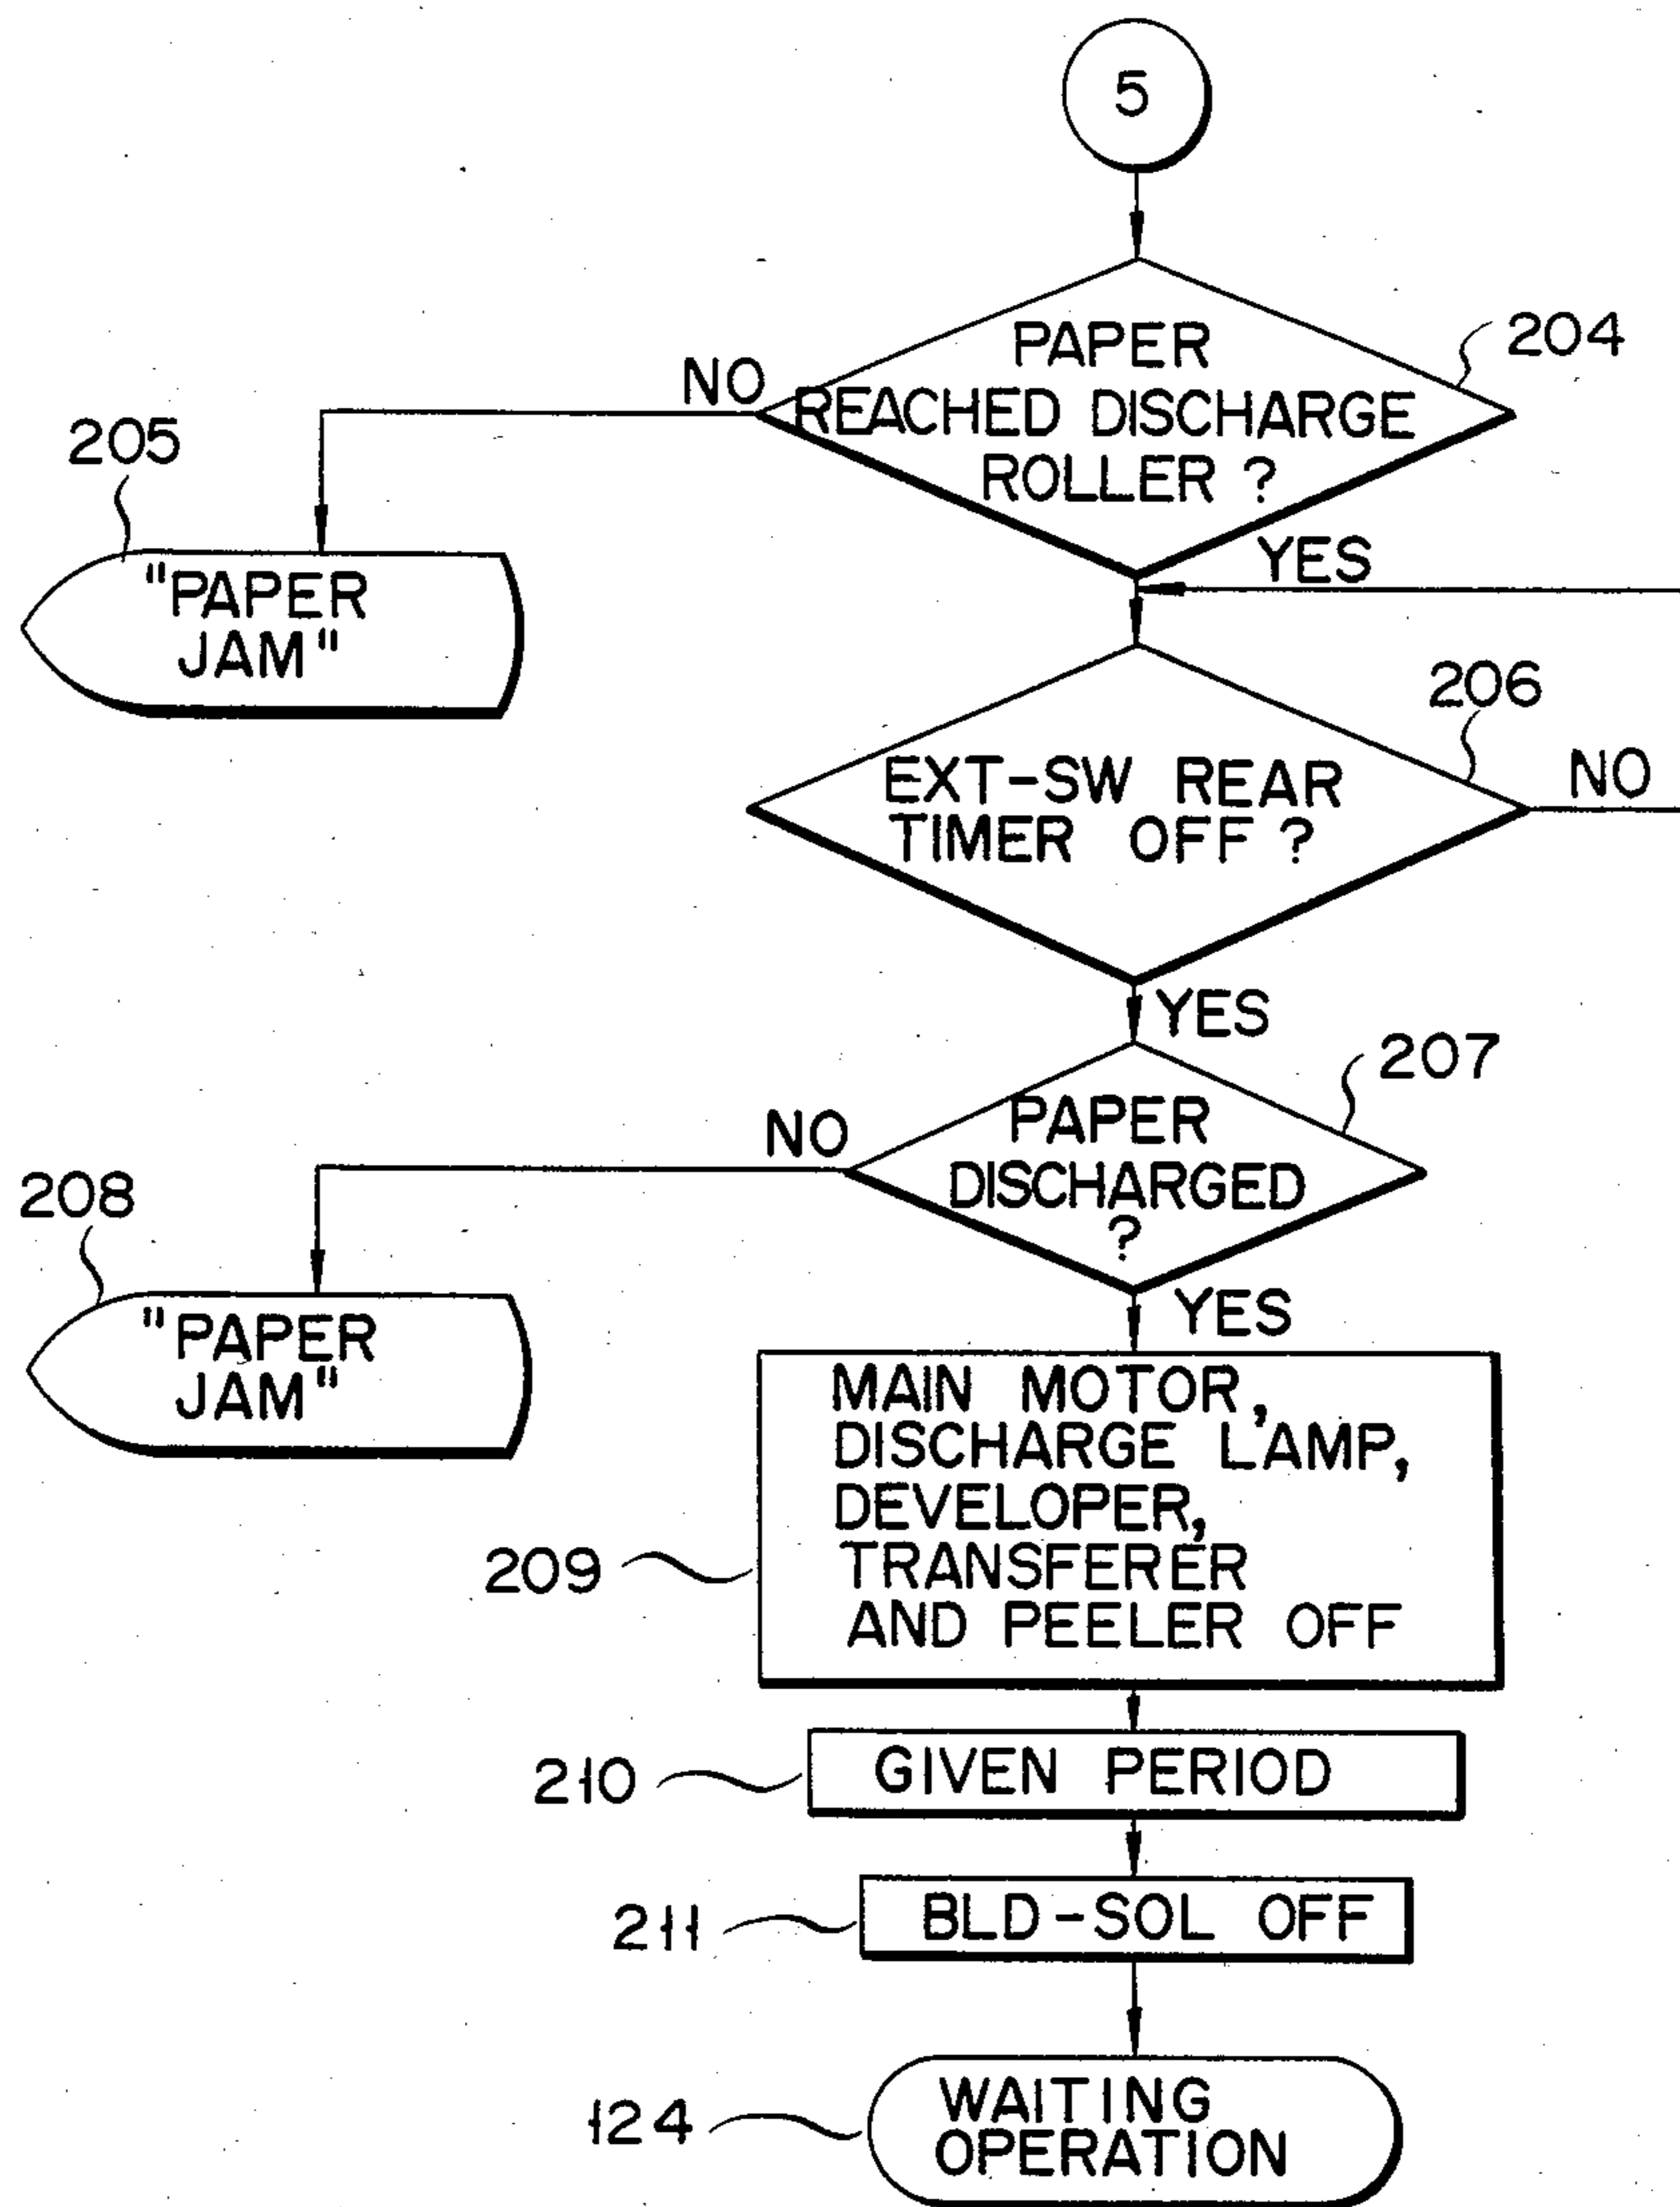 5
PAPER
REACHED DISCHARGE
ROLLER ?
204
NO
205
YES
"PAPER
JAM"
206
EXT-SW REAR
TIMER OFF ?
NO
YES
207
PAPER
DISCHARGED
?
NO
208
YES
"PAPER
JAM"
MAIN MOTOR,
DISCHARGE LAMP,
DEVELOPER,
TRANSFERER
AND PEELER OFF
209
210
GIVEN PERIOD
211
BLD-SOL OFF
124
WAITING
OPERATION